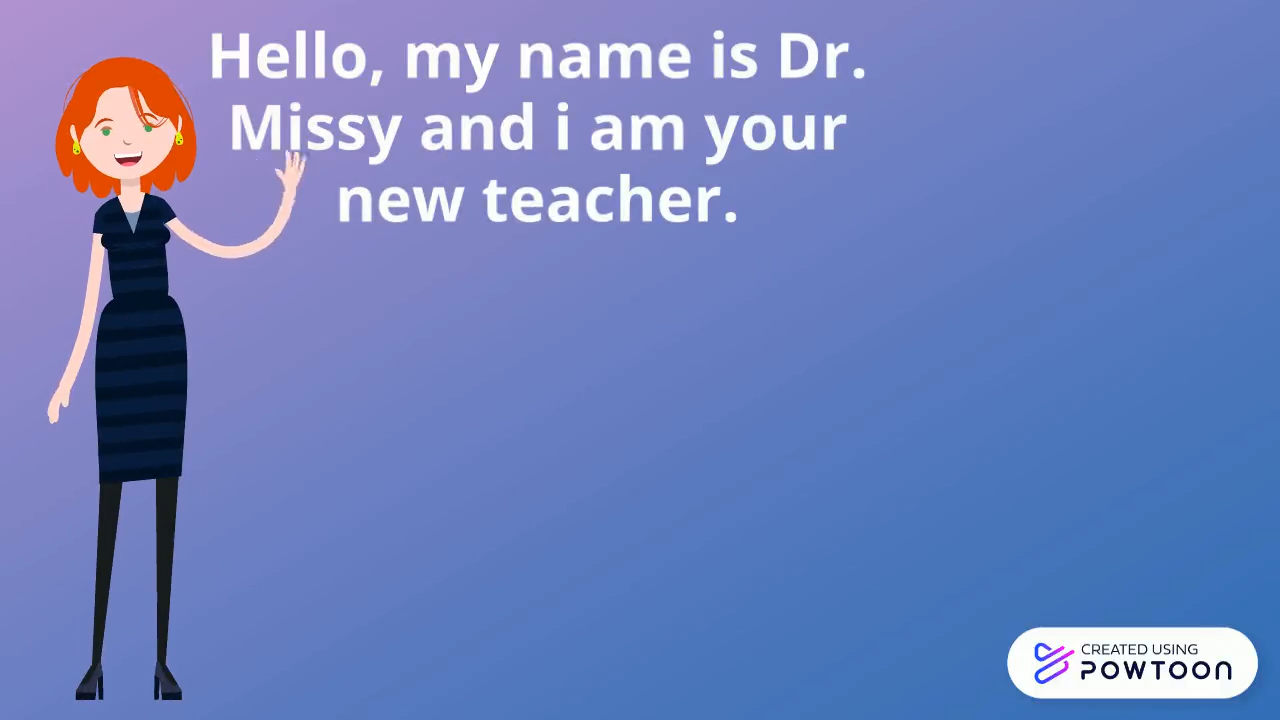 Hello, my name is Dr.
Missy and i am your
new teacher.
CREATED USING
POWTOON